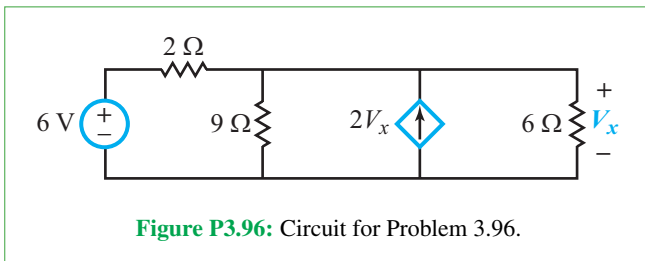 2 Ω
6 V
+
−
9 Ω
2Vx
6 Ω
+
Vx
−
Figure P3.96: Circuit for Problem 3.96.